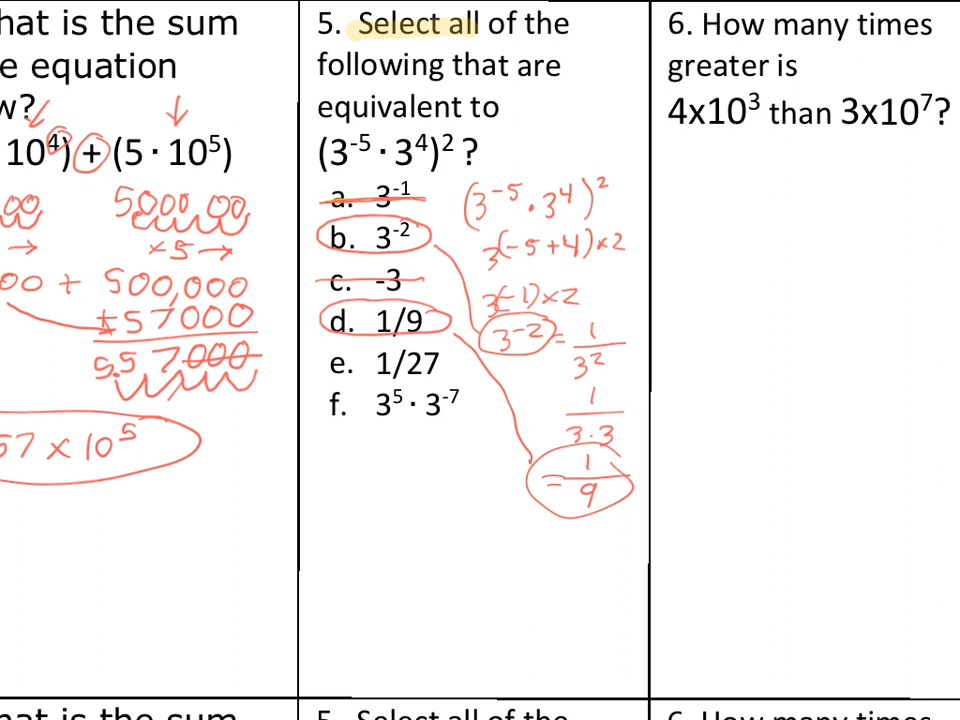 hat is the sum
e equation
w?
10⁴) + (5 · 10⁵)
00 5000 00
→ ×5 →
00 + 500,000
+57000
5.57000
57 x 10⁵
5. Select all of the
following that are
equivalent to
(3⁻⁵ · 3⁴)² ?
a. 3⁻¹
b. 3⁻²
c. -3
d. 1/9
e. 1/27
f. 3⁵ · 3⁻⁷
(3⁻⁵ · 3⁴)²
3(-5+4)×2
3(-1)×2
3⁻² = 1/3²
1/3·3
= 1/9
6. How many times
greater is
4x10³ than 3x10⁷?
hat is the sum
5. Select all of the
6. How many times